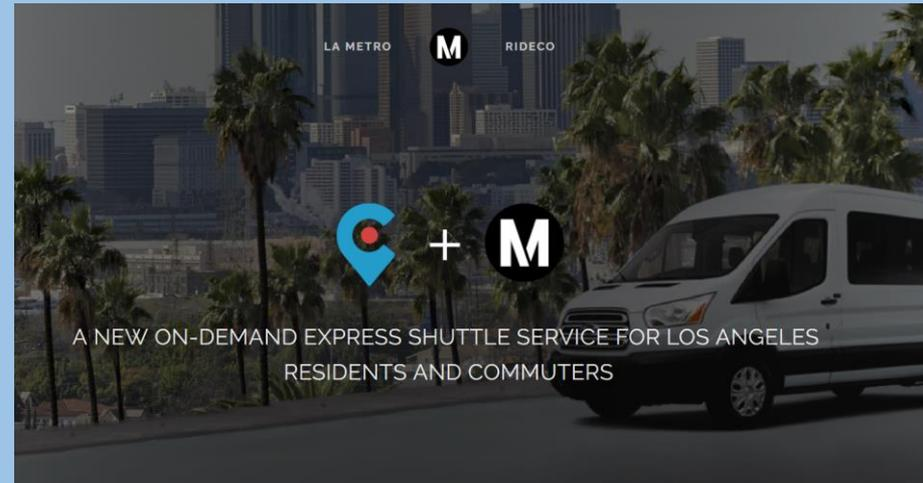 LA METRO M RIDECO
+ M
A NEW ON-DEMAND EXPRESS SHUTTLE SERVICE FOR LOS ANGELES
RESIDENTS AND COMMUTERS